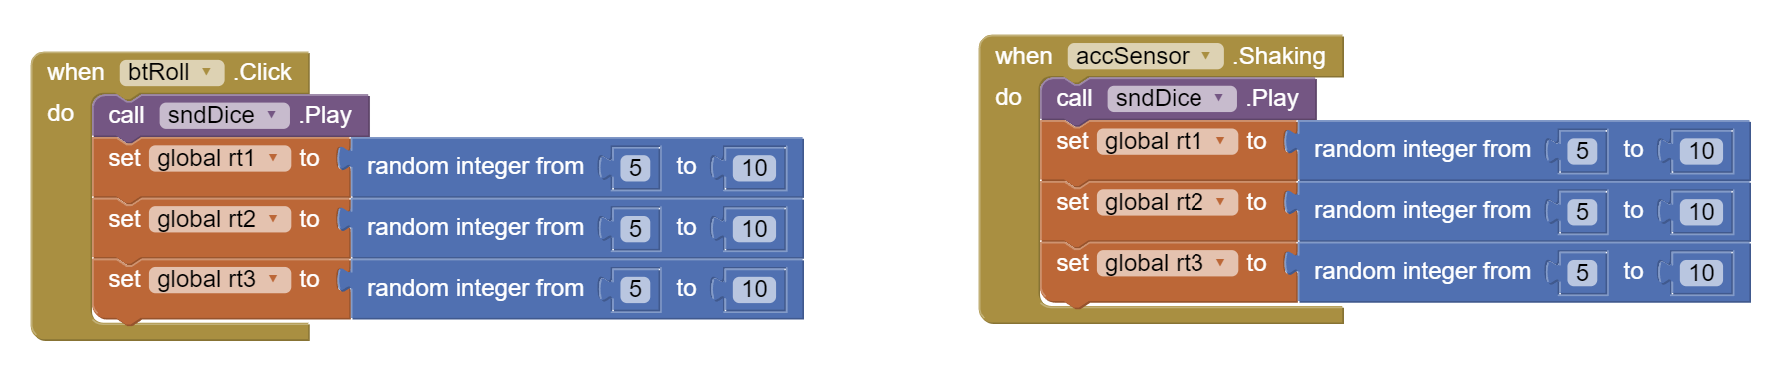 when btRoll .Click
do call sndDice .Play
set global rt1 to random integer from 5 to 10
set global rt2 to random integer from 5 to 10
set global rt3 to random integer from 5 to 10
when accSensor .Shaking
do call sndDice .Play
set global rt1 to random integer from 5 to 10
set global rt2 to random integer from 5 to 10
set global rt3 to random integer from 5 to 10